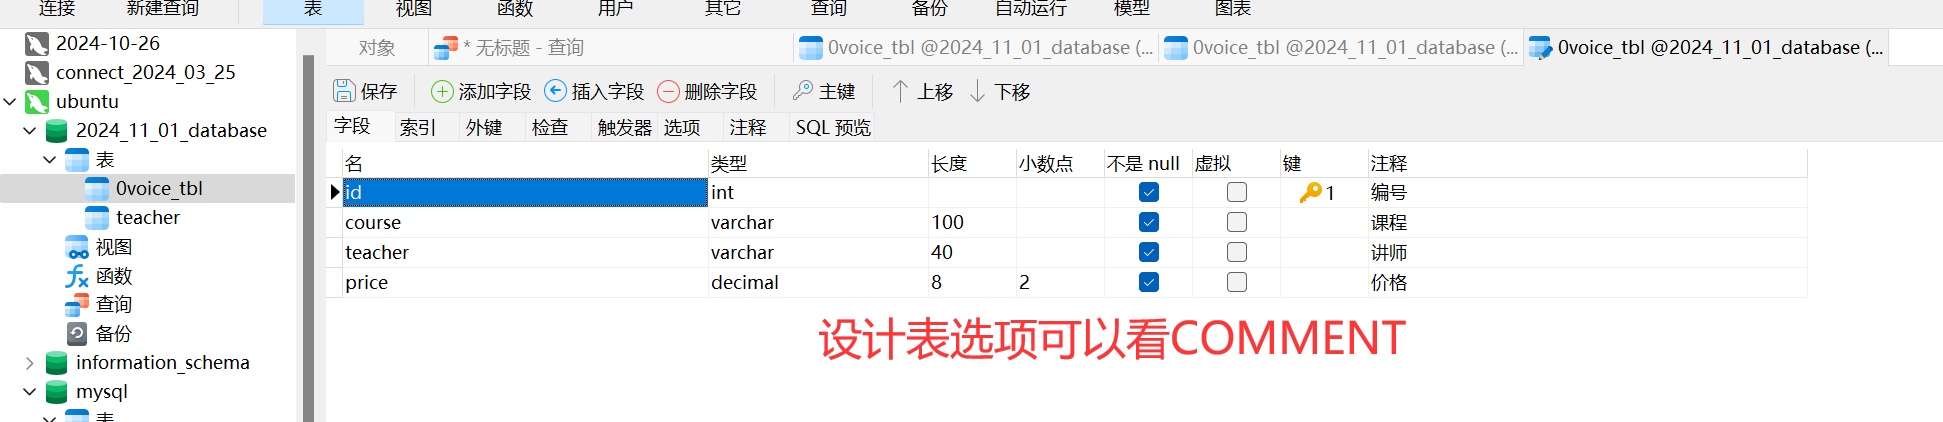 连接 新建查询 表 视图 函数 用户 其它 查询 备份 自动运行 模型 图表
2024-10-26
connect_2024_03_25
ubuntu
2024_11_01_database
表
0voice_tbl
teacher
视图
函数
查询
备份
information_schema
mysql
表
对象 * 无标题 - 查询 0voice_tbl @2024_11_01_database (... 0voice_tbl @2024_11_01_database (... 0voice_tbl @2024_11_01_database (...
保存 添加字段 插入字段 删除字段 主键 上移 下移
字段 索引 外键 检查 触发器 选项 注释 SQL 预览
名 类型 长度 小数点 不是 null 虚拟 键 注释
id int 1 编号
course varchar 100 课程
teacher varchar 40 讲师
price decimal 8 2 价格
设计表选项可以看COMMENT